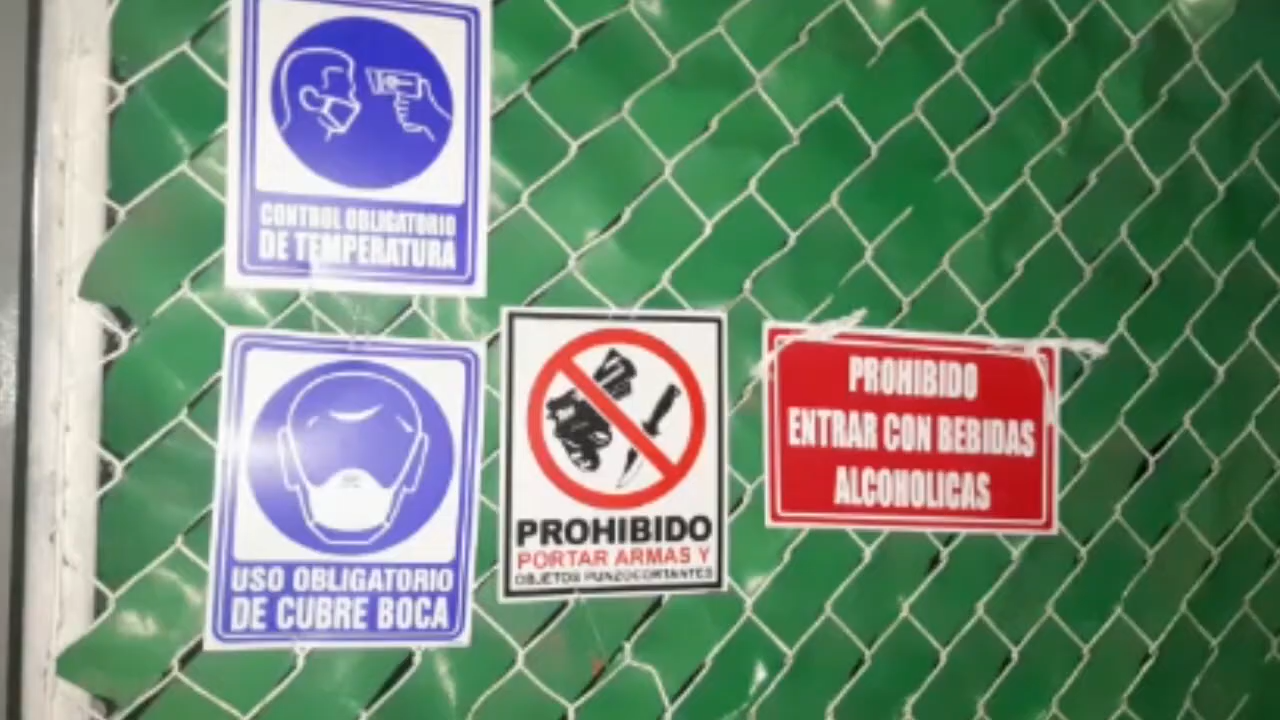 CONTROL OBLIGATORIO
DE TEMPERATURA
USO OBLIGATORIO
DE CUBRE BOCA
PROHIBIDO
PORTAR ARMAS Y
OBJETOS PUNZOCORTANTES
PROHIBIDO
ENTRAR CON BEBIDAS
ALCOHOLICAS